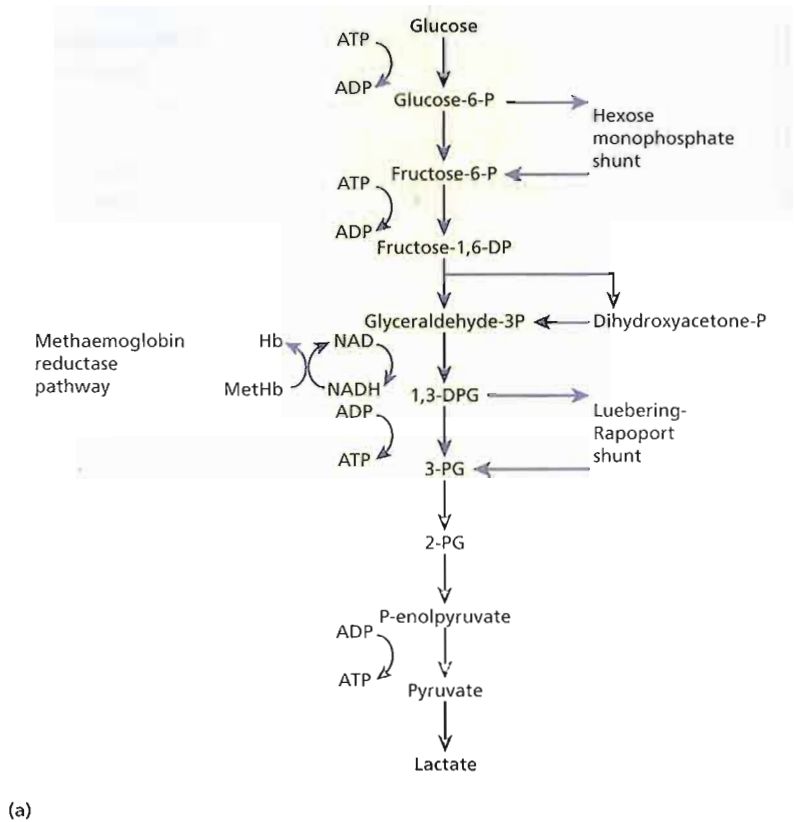 Glucose
ATP
ADP
Glucose-6-P
Hexose
monophosphate
shunt
Fructose-6-P
ATP
ADP
Fructose-1,6-DP
Glyceraldehyde-3P
Dihydroxyacetone-P
Methaemoglobin
reductase
pathway
Hb
NAD
MetHb
NADH
1,3-DPG
Luebering-
Rapoport
shunt
ADP
ATP
3-PG
2-PG
P-enolpyruvate
ADP
ATP
Pyruvate
Lactate
(a)